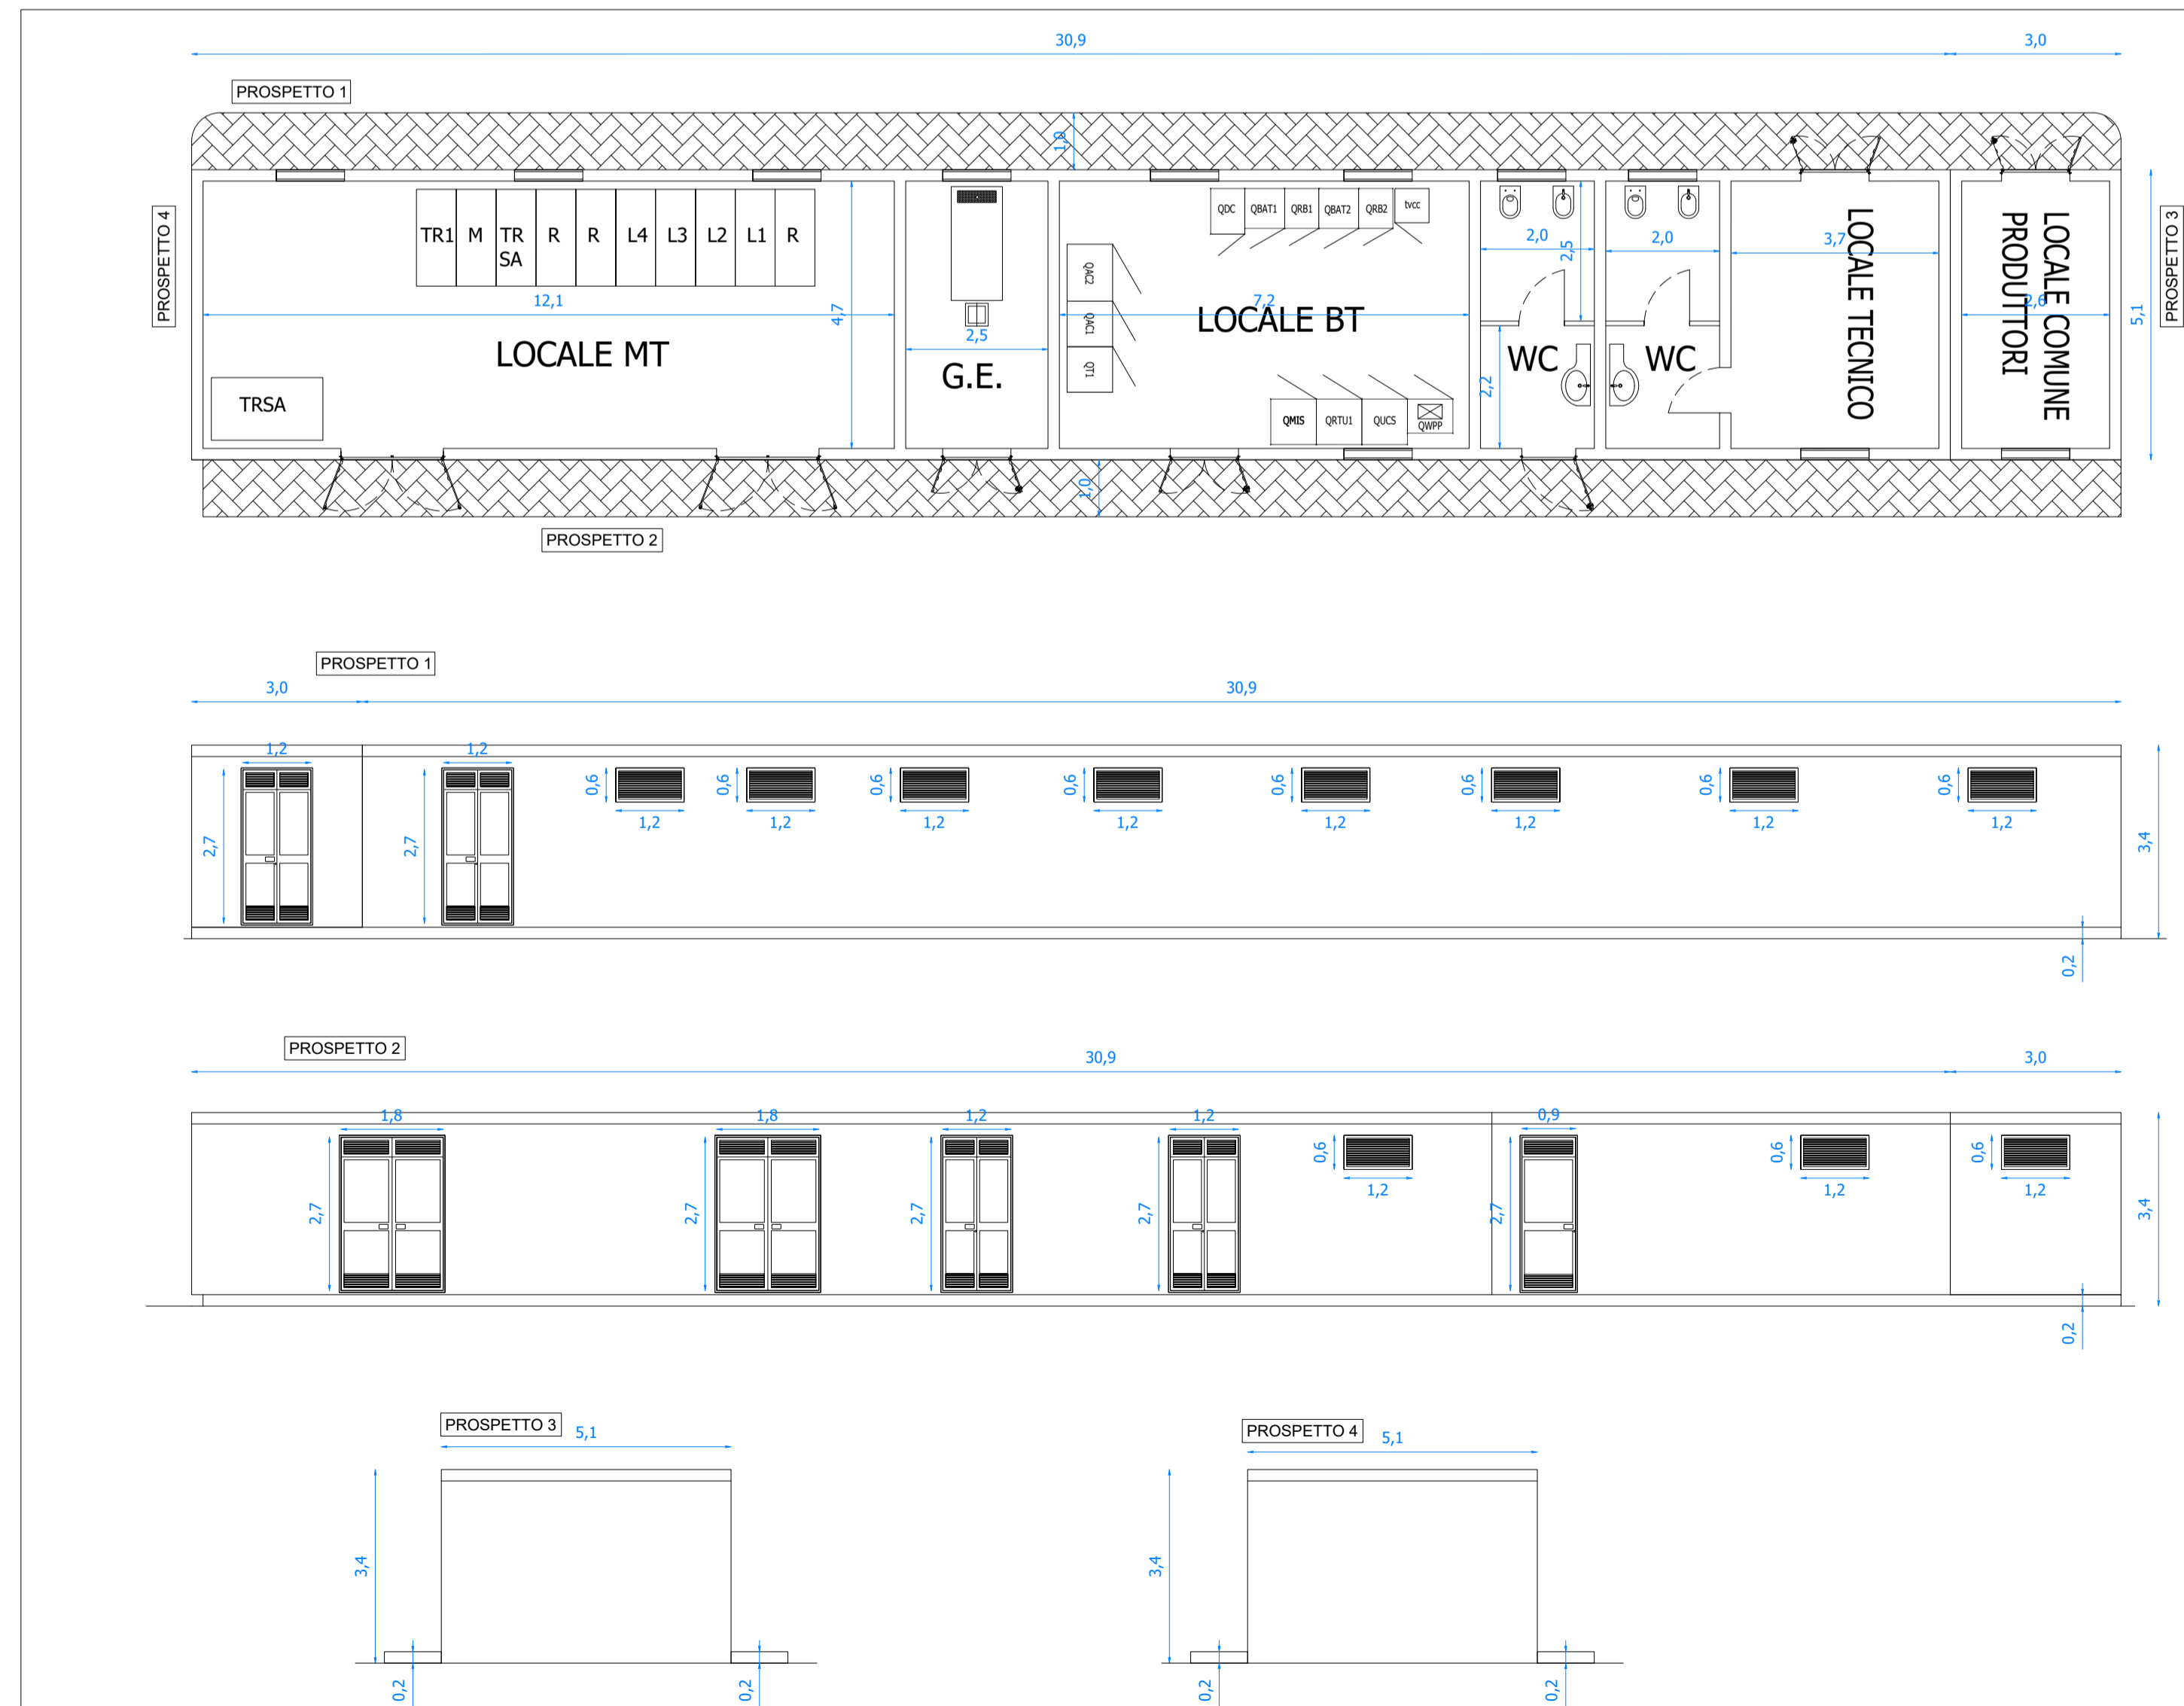 30,9
3,0
PROSPETTO 1
1,0
PROSPETTO 4
PROSPETTO 3
TR1
M
TR
SA
R
R
L4
L3
L2
L1
R
12,1
4,7
LOCALE MT
TRSA
2,5
G.E.
QDC
QBAT1
QRB1
QBAT2
QRB2
tvcc
QAC2
QAC1
QT1
7,2
LOCALE BT
QMIS
QRTU1
QUCS
QWPP
2,0
2,5
2,2
WC
2,0
WC
3,7
LOCALE TECNICO
LOCALE COMUNE
PRODUTTORI
2,6
5,1
1,0
PROSPETTO 2
PROSPETTO 1
3,0
30,9
1,2
1,2
2,7
2,7
0,6
1,2
0,6
1,2
0,6
1,2
0,6
1,2
0,6
1,2
0,6
1,2
0,6
1,2
0,6
1,2
3,4
0,2
PROSPETTO 2
30,9
3,0
1,8
1,8
1,2
1,2
0,9
2,7
2,7
2,7
2,7
0,6
1,2
2,7
0,6
1,2
0,6
1,2
3,4
0,2
PROSPETTO 3
5,1
3,4
0,2
0,2
PROSPETTO 4
5,1
3,4
0,2
0,2